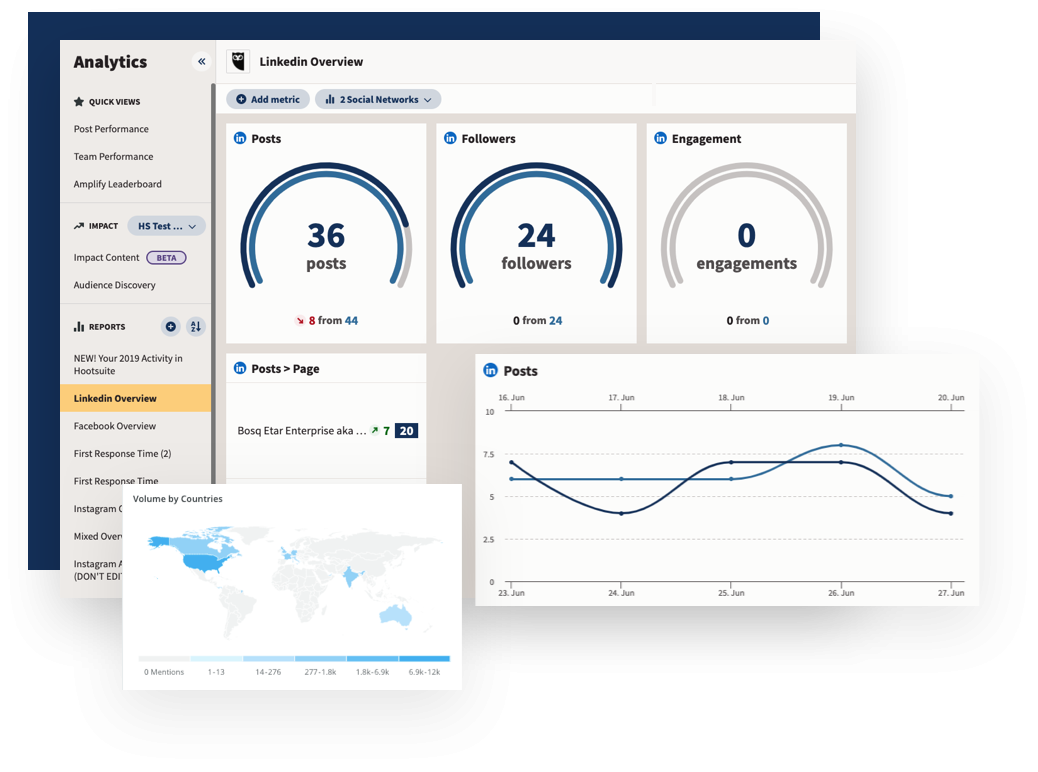 Analytics
QUICK VIEWS
Post Performance
Team Performance
Amplify Leaderboard
IMPACT
HS Test ...
Impact Content
BETA
Audience Discovery
REPORTS
NEW! Your 2019 Activity in
Hootsuite
Linkedin Overview
Facebook Overview
First Response Time (2)
First Response Time
Instagram
Mixed
Instagram
(DON'T
Linkedin Overview
Add metric
2 Social Networks
in Posts
36
posts
8 from 44
in Followers
24
followers
0 from 24
in Engagement
0
engagements
0 from 0
in Posts > Page
Bosq Etar Enterprise aka ... 7 20
in Posts
16. Jun 17. Jun 18. Jun 19. Jun 20. Jun
10
7.5
5
2.5
0
23. Jun 24. Jun 25. Jun 26. Jun 27. Jun
Volume by Countries
0 Mentions 1-13 14-276 277-1.8k 1.8k-6.9k 6.9k-12k